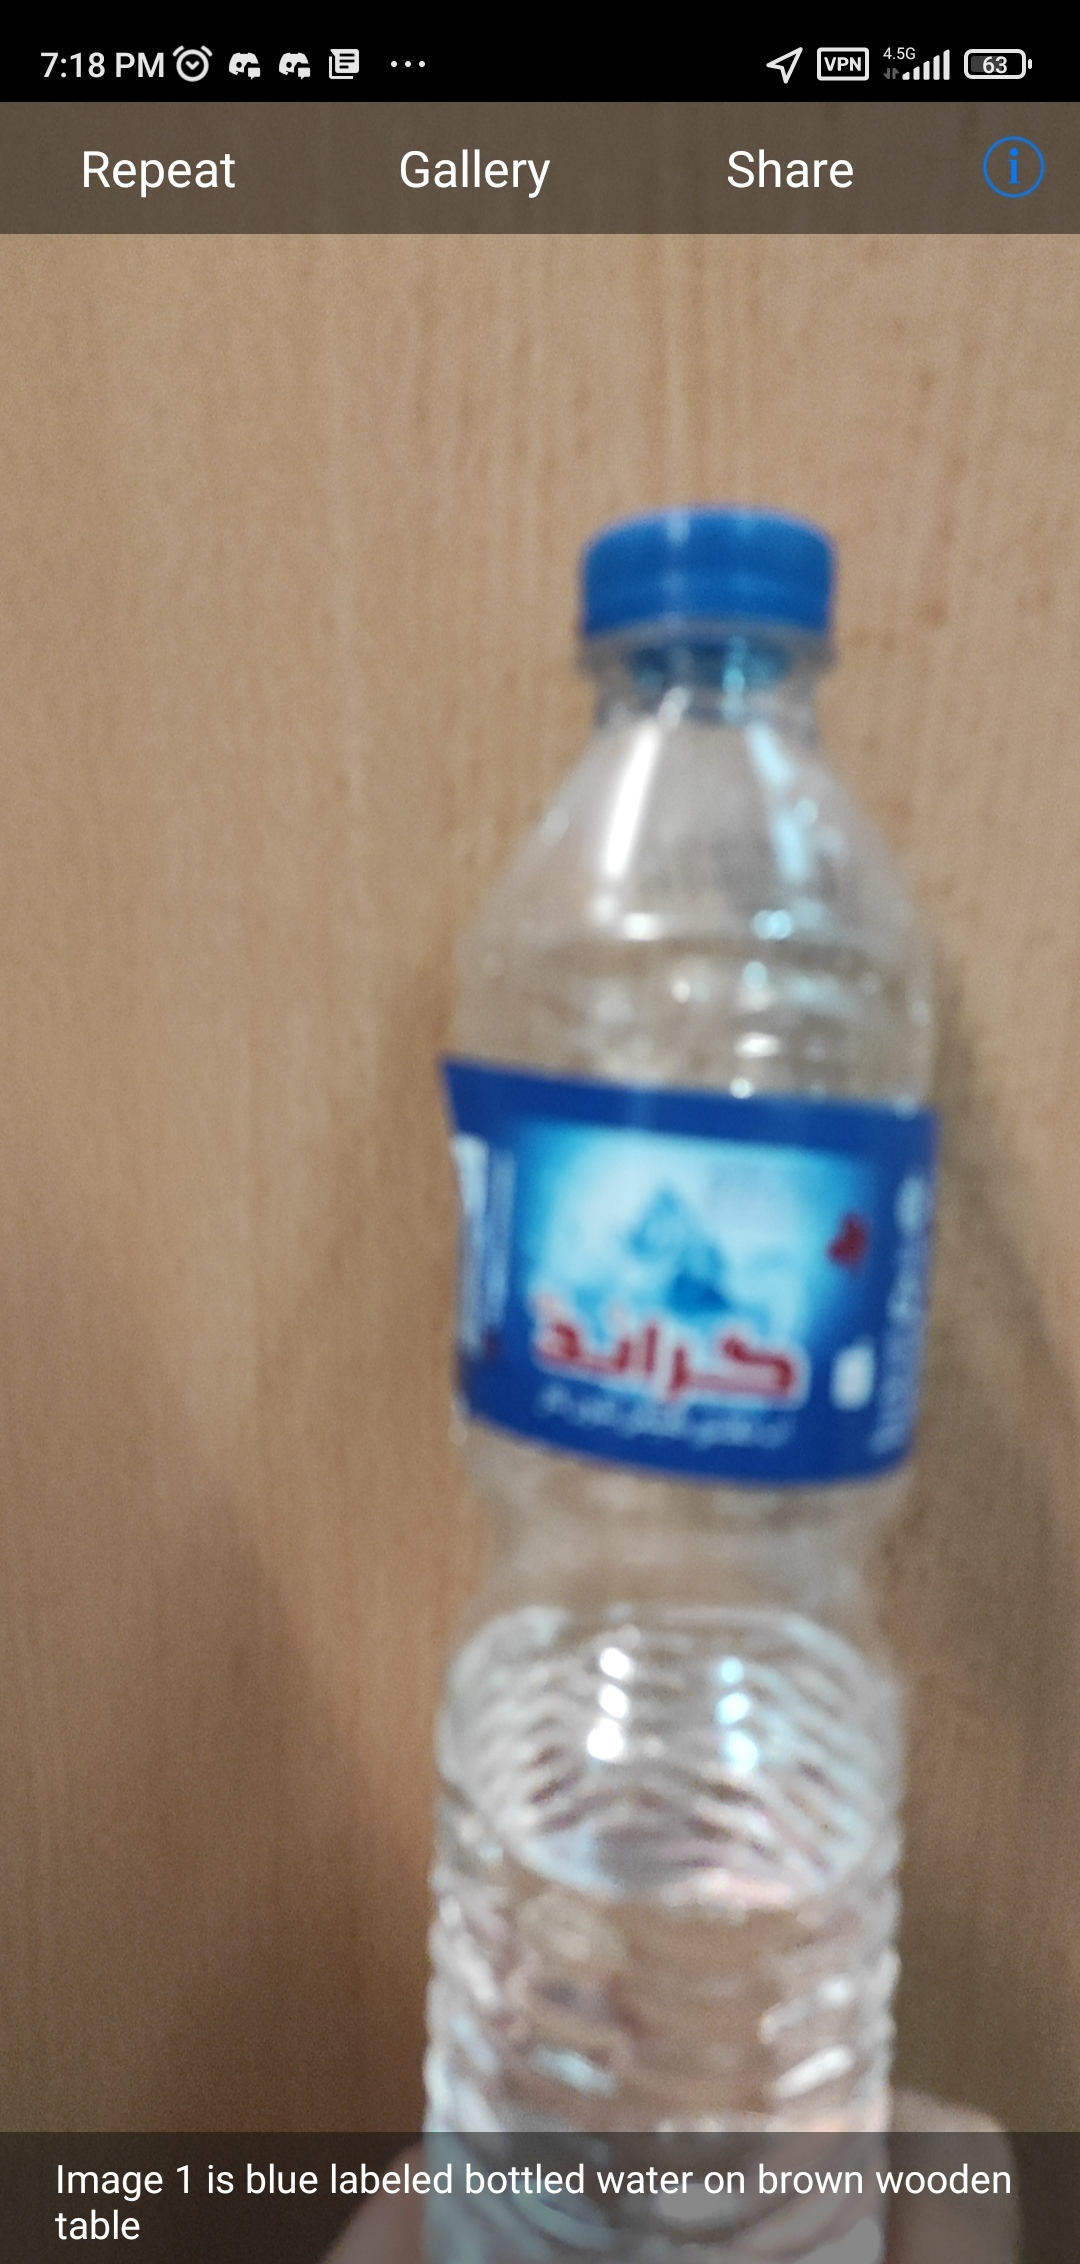 7:18 PM
VPN
4.5G
63
Repeat Gallery Share
كراند
Image 1 is blue labeled bottled water on brown wooden
table